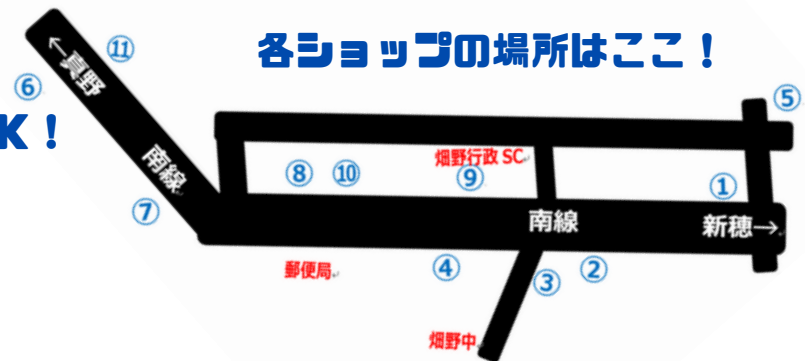 各ショップの場所はここ！
←真野
⑪
⑥
⑤
K！
南線
畑野行政 SC
⑧
⑩
⑨
①
⑦
南線
新穂→
郵便局
④
③
②
畑野中